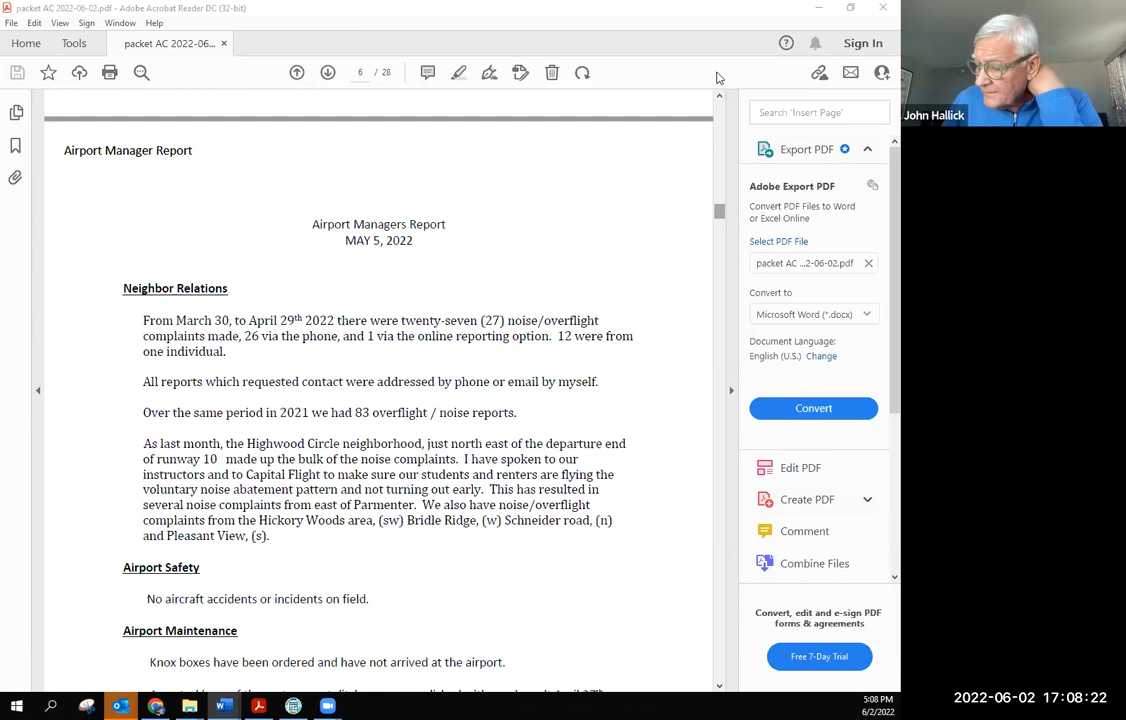 packet AC 2022-06-02.pdf - Adobe Acrobat Reader DC (32-bit)
File Edit View Sign Window Help
Home Tools packet AC 2022-06... × Sign In
6 / 28
John Hallick
Search 'Insert Page'
Airport Manager Report
Export PDF
Adobe Export PDF
Convert PDF Files to Word
or Excel Online
Select PDF File
packet AC ...2-06-02.pdf
Convert to
Microsoft Word (*.docx)
Document Language:
English (U.S.) Change
Convert
Edit PDF
Create PDF
Comment
Combine Files
Convert, edit and e-sign PDF
forms & agreements
Free 7-Day Trial
Airport Managers Report
MAY 5, 2022
Neighbor Relations
From March 30, to April 29th 2022 there were twenty-seven (27) noise/overflight
complaints made, 26 via the phone, and 1 via the online reporting option. 12 were from
one individual.
All reports which requested contact were addressed by phone or email by myself.
Over the same period in 2021 we had 83 overflight / noise reports.
As last month, the Highwood Circle neighborhood, just north east of the departure end
of runway 10 made up the bulk of the noise complaints. I have spoken to our
instructors and to Capital Flight to make sure our students and renters are flying the
voluntary noise abatement pattern and not turning out early. This has resulted in
several noise complaints from east of Parmenter. We also have noise/overflight
complaints from the Hickory Woods area, (sw) Bridle Ridge, (w) Schneider road, (n)
and Pleasant View, (s).
Airport Safety
No aircraft accidents or incidents on field.
Airport Maintenance
Knox boxes have been ordered and have not arrived at the airport.
5:08 PM
6/2/2022
2022-06-02 17:08:22